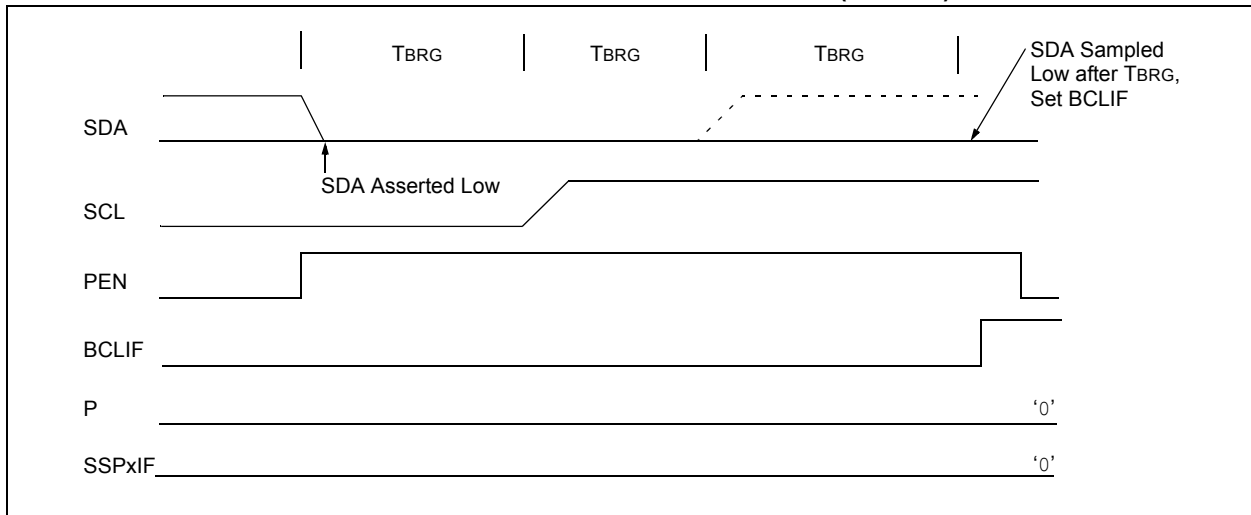 TBRG TBRG TBRG
SDA Sampled
Low after TBRG,
Set BCLIF
SDA
SDA Asserted Low
SCL
PEN
BCLIF
P '0'
SSPxIF '0'